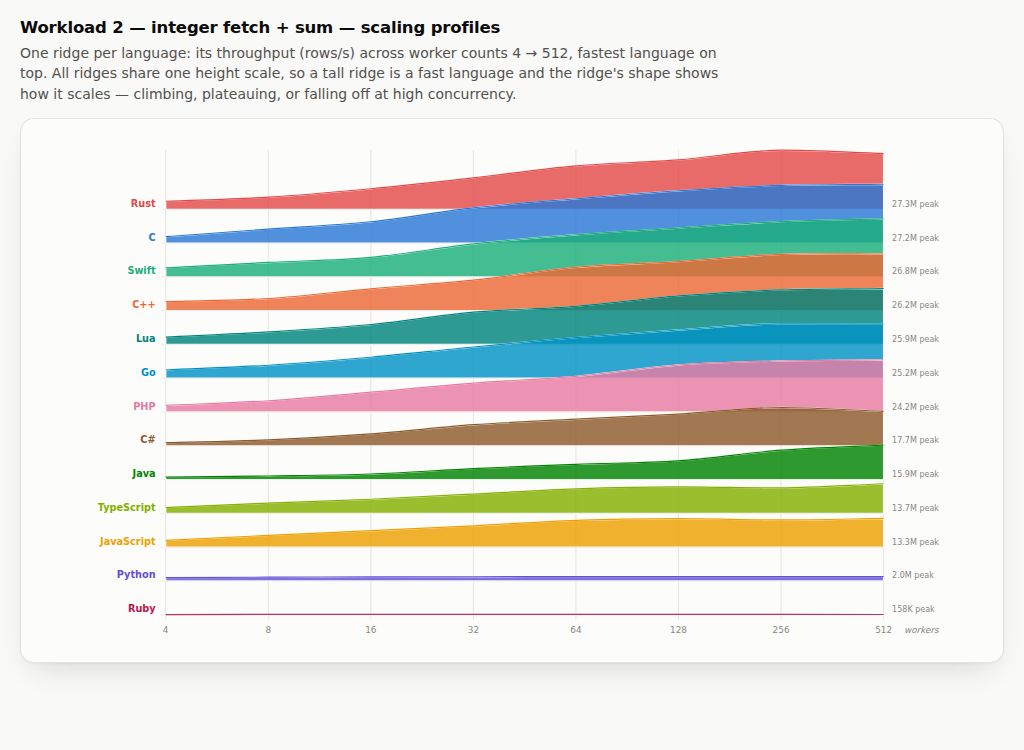 Workload 2 — integer fetch + sum — scaling profiles
One ridge per language: its throughput (rows/s) across worker counts 4 → 512, fastest language on
top. All ridges share one height scale, so a tall ridge is a fast language and the ridge's shape shows
how it scales — climbing, plateauing, or falling off at high concurrency.
Rust 27.3M peak
C 27.2M peak
Swift 26.8M peak
C++ 26.2M peak
Lua 25.9M peak
Go 25.2M peak
PHP 24.2M peak
C# 17.7M peak
Java 15.9M peak
TypeScript 13.7M peak
JavaScript 13.3M peak
Python 2.0M peak
Ruby 158K peak
4 8 16 32 64 128 256 512 workers